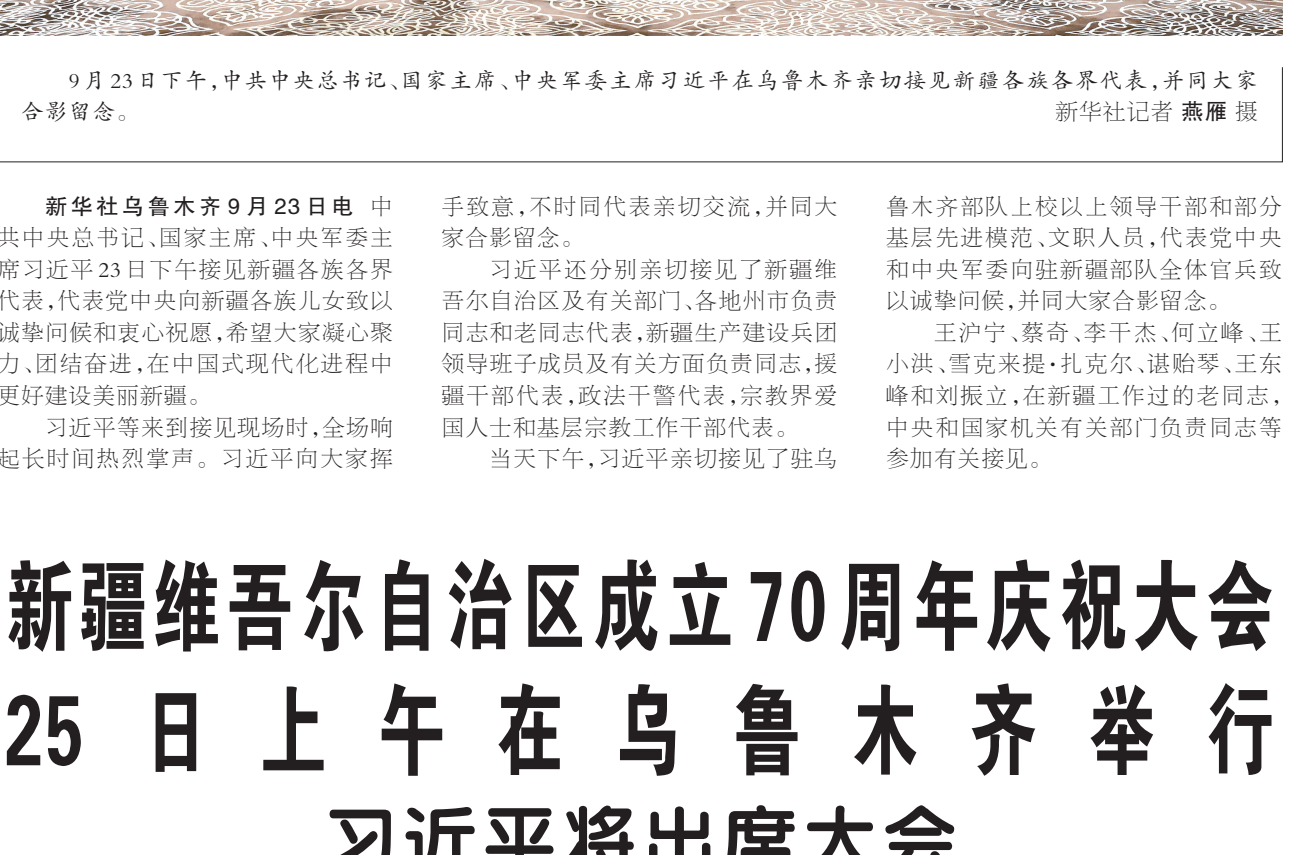 9月23日下午,中共中央总书记、国家主席、中央军委主席习近平在乌鲁木齐亲切接见新疆各族各界代表,并同大家
合影留念。
新华社记者 燕雁 摄
新华社乌鲁木齐9月23日电 中
共中央总书记、国家主席、中央军委主
席习近平23日下午接见新疆各族各界
代表,代表党中央向新疆各族儿女致以
诚挚问候和衷心祝愿,希望大家凝心聚
力、团结奋进,在中国式现代化进程中
更好建设美丽新疆。
习近平等来到接见现场时,全场响
起长时间热烈掌声。习近平向大家挥
手致意,不时同代表亲切交流,并同大
家合影留念。
习近平还分别亲切接见了新疆维
吾尔自治区及有关部门、各地州市负责
同志和老同志代表,新疆生产建设兵团
领导班子成员及有关方面负责同志,援
疆干部代表,政法干警代表,宗教界爱
国人士和基层宗教工作干部代表。
当天下午,习近平亲切接见了驻乌
鲁木齐部队上校以上领导干部和部分
基层先进模范、文职人员,代表党中央
和中央军委向驻新疆部队全体官兵致
以诚挚问候,并同大家合影留念。
王沪宁、蔡奇、李干杰、何立峰、王
小洪、雪克来提·扎克尔、谌贻琴、王东
峰和刘振立,在新疆工作过的老同志,
中央和国家机关有关部门负责同志等
参加有关接见。
新疆维吾尔自治区成立70周年庆祝大会
25日上午在乌鲁木齐举行
习近平将出席大会